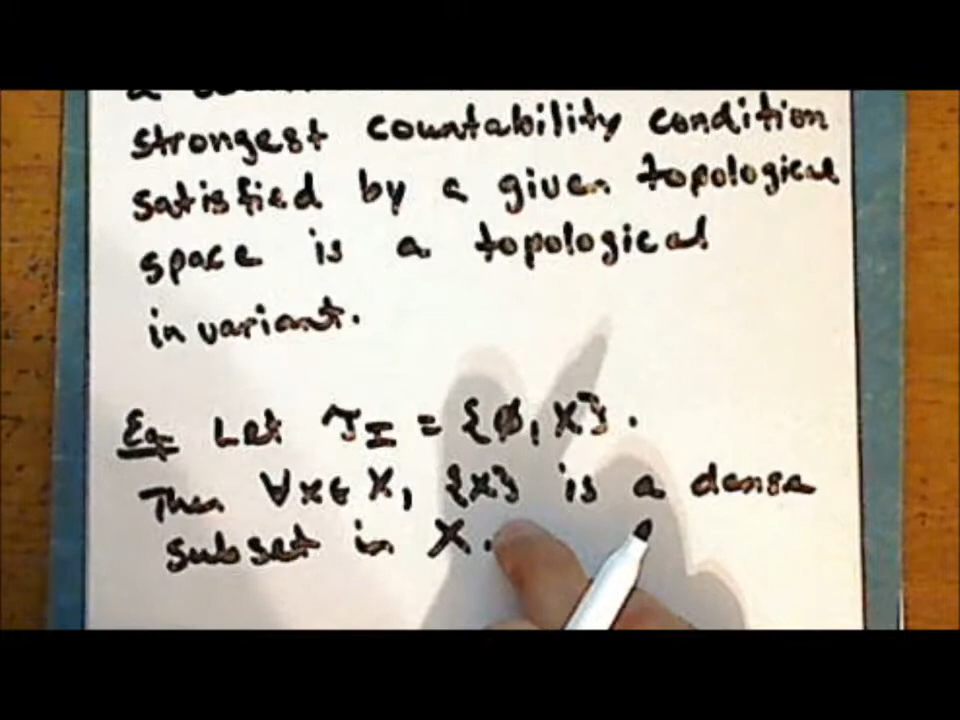 strongest countability condition
satisfied by a given topological
space is a topological
invariant.
Eg Let 𝒯_I = {∅, X}.
Then ∀x∈X, {x} is a dense
subset in X.